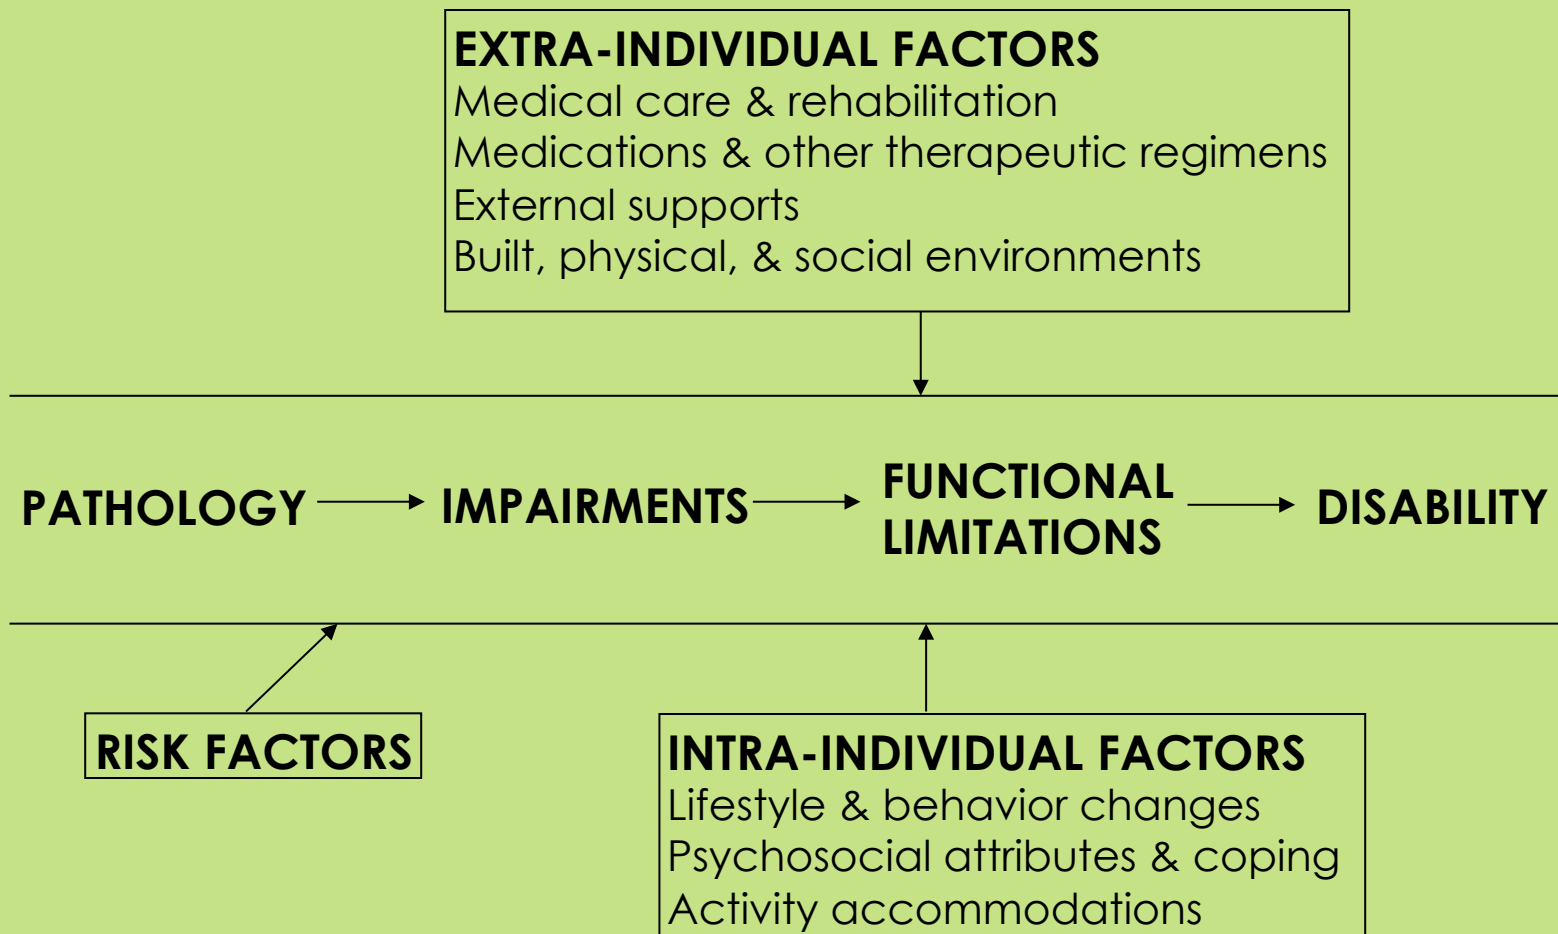 EXTRA-INDIVIDUAL FACTORS
Medical care & rehabilitation
Medications & other therapeutic regimens
External supports
Built, physical, & social environments
PATHOLOGY
IMPAIRMENTS
FUNCTIONAL
LIMITATIONS
DISABILITY
RISK FACTORS
INTRA-INDIVIDUAL FACTORS
Lifestyle & behavior changes
Psychosocial attributes & coping
Activity accommodations